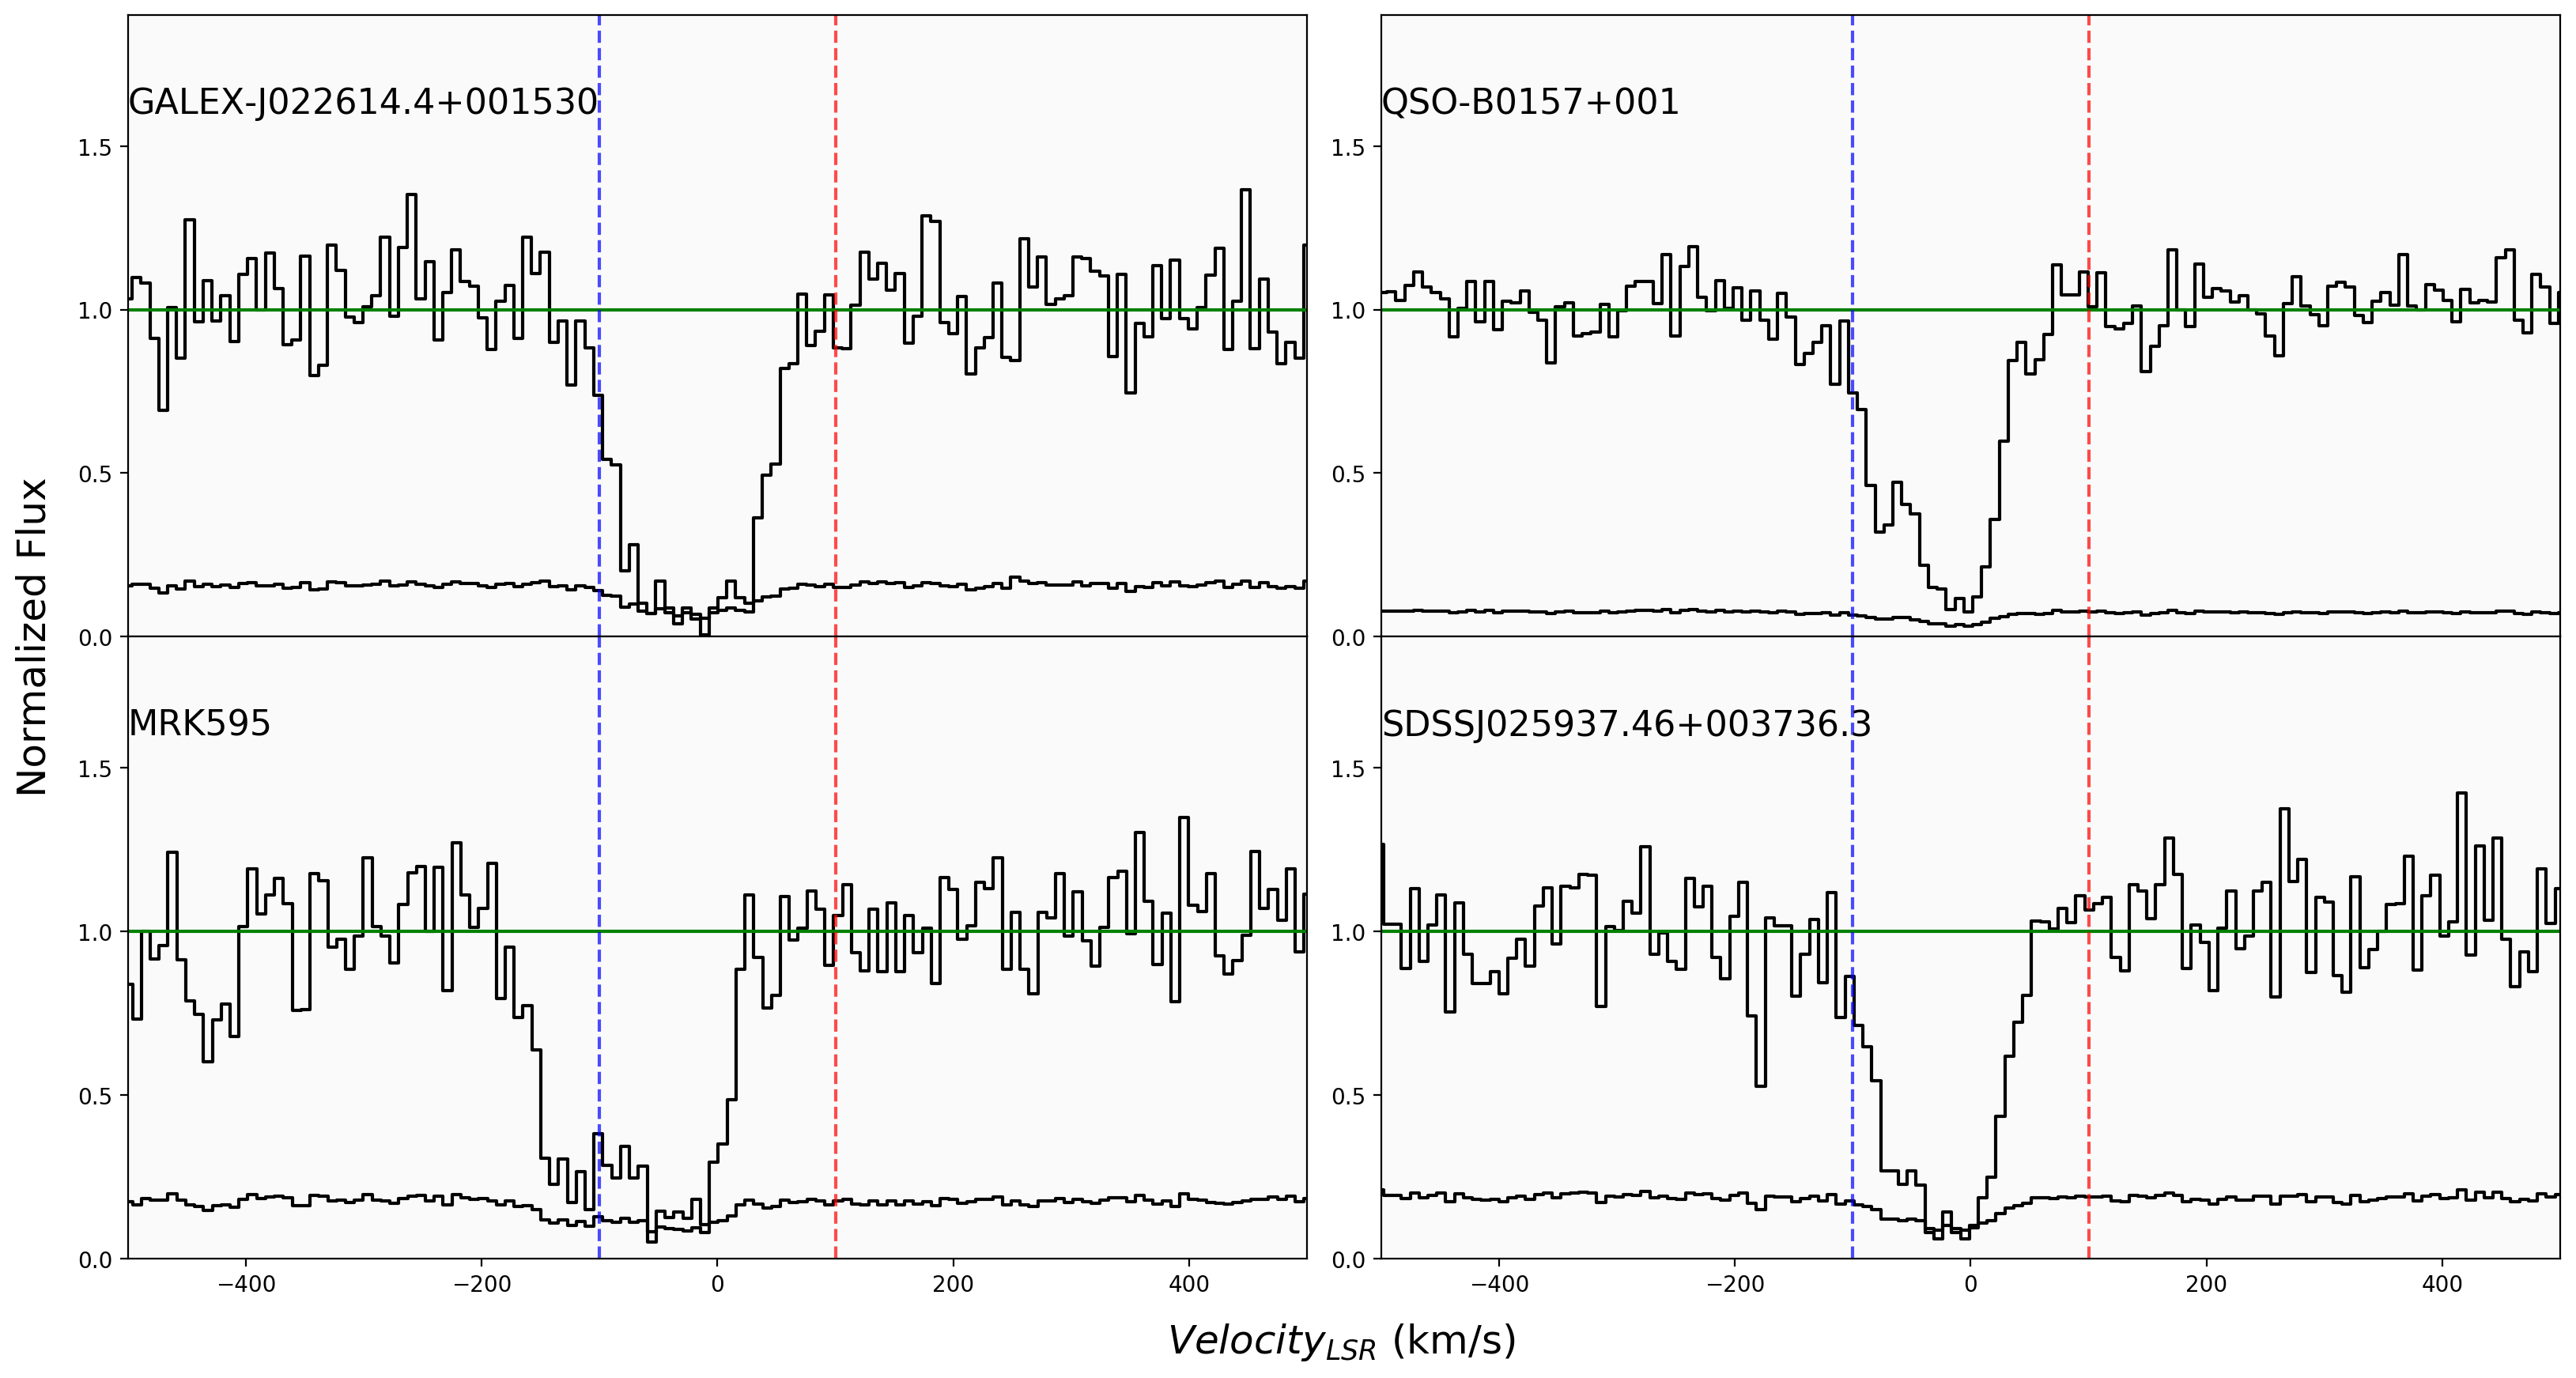 GALEX-J022614.4+001530
QSO-B0157+001
1.5
1.0
0.5
0.0
1.5
1.0
0.5
0.0
Normalized Flux
MRK595
SDSSJ025937.46+003736.3
1.5
1.0
0.5
0.0
1.5
1.0
0.5
0.0
−400 −200 0 200 400
−400 −200 0 200 400
Velocity_LSR (km/s)